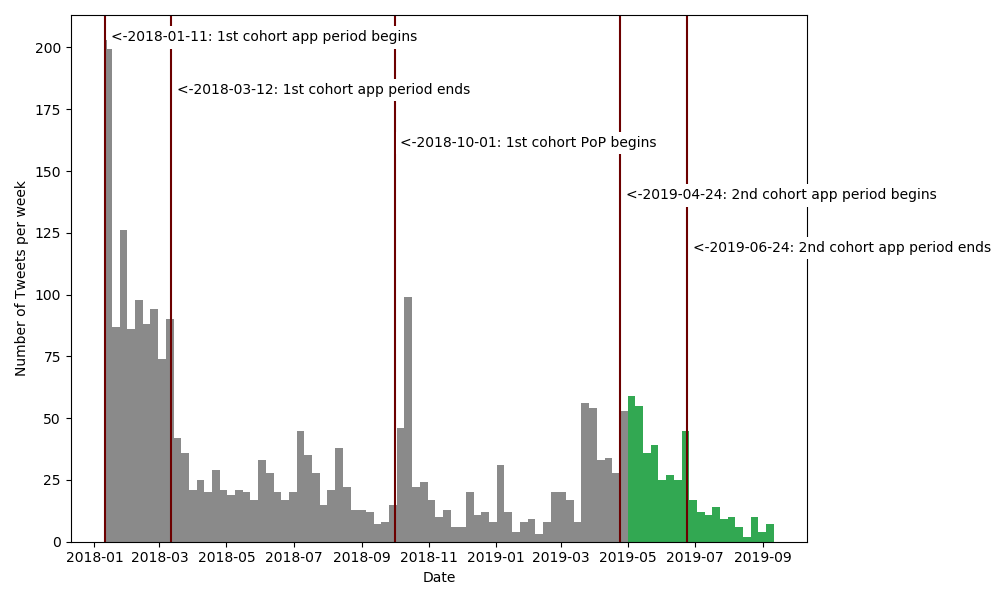 200
175
150
125
100
75
50
25
0
Number of Tweets per week
<-2018-01-11: 1st cohort app period begins
<-2018-03-12: 1st cohort app period ends
<-2018-10-01: 1st cohort PoP begins
<-2019-04-24: 2nd cohort app period begins
<-2019-06-24: 2nd cohort app period ends
2018-01 2018-03 2018-05 2018-07 2018-09 2018-11 2019-01 2019-03 2019-05 2019-07 2019-09
Date